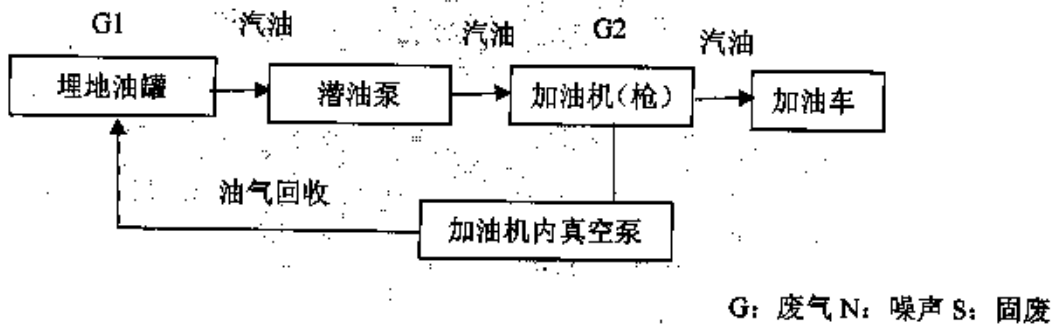 G1 汽油 汽油 G2 汽油
埋地油罐 潜油泵 加油机(枪) 加油车
油气回收
加油机内真空泵
G：废气 N：噪声 S：固废